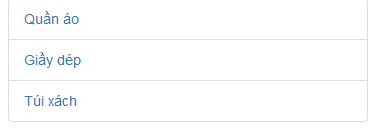 Quần áo
Giầy dép
Túi xách